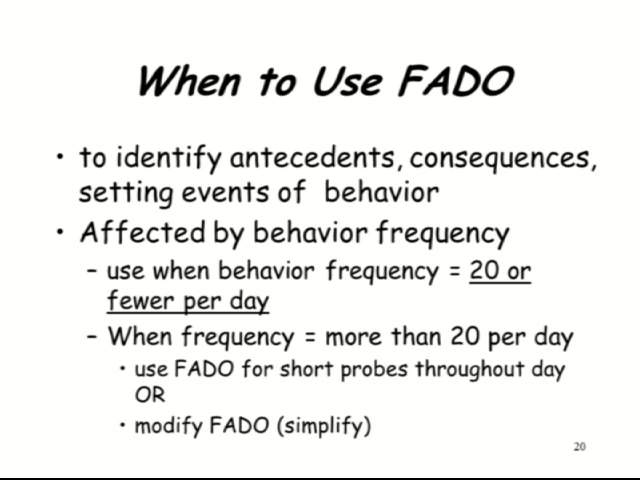 When to Use FADO
• to identify antecedents, consequences,
setting events of behavior
• Affected by behavior frequency
– use when behavior frequency = 20 or
fewer per day
– When frequency = more than 20 per day
• use FADO for short probes throughout day
OR
• modify FADO (simplify)
20